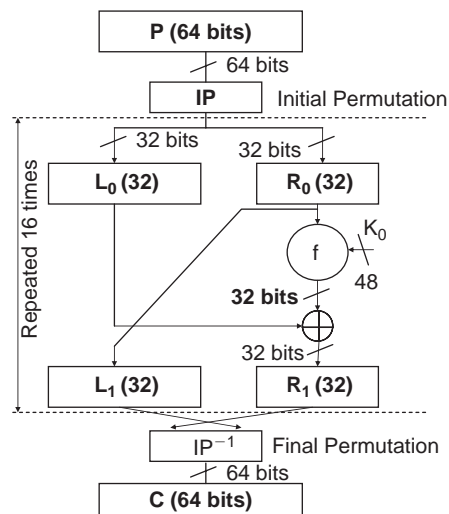 P (64 bits)
64 bits
IP
Initial Permutation
32 bits
32 bits
L₀ (32)
R₀ (32)
Repeated 16 times
K₀
f
48
32 bits
32 bits
L₁ (32)
R₁ (32)
IP⁻¹
Final Permutation
64 bits
C (64 bits)